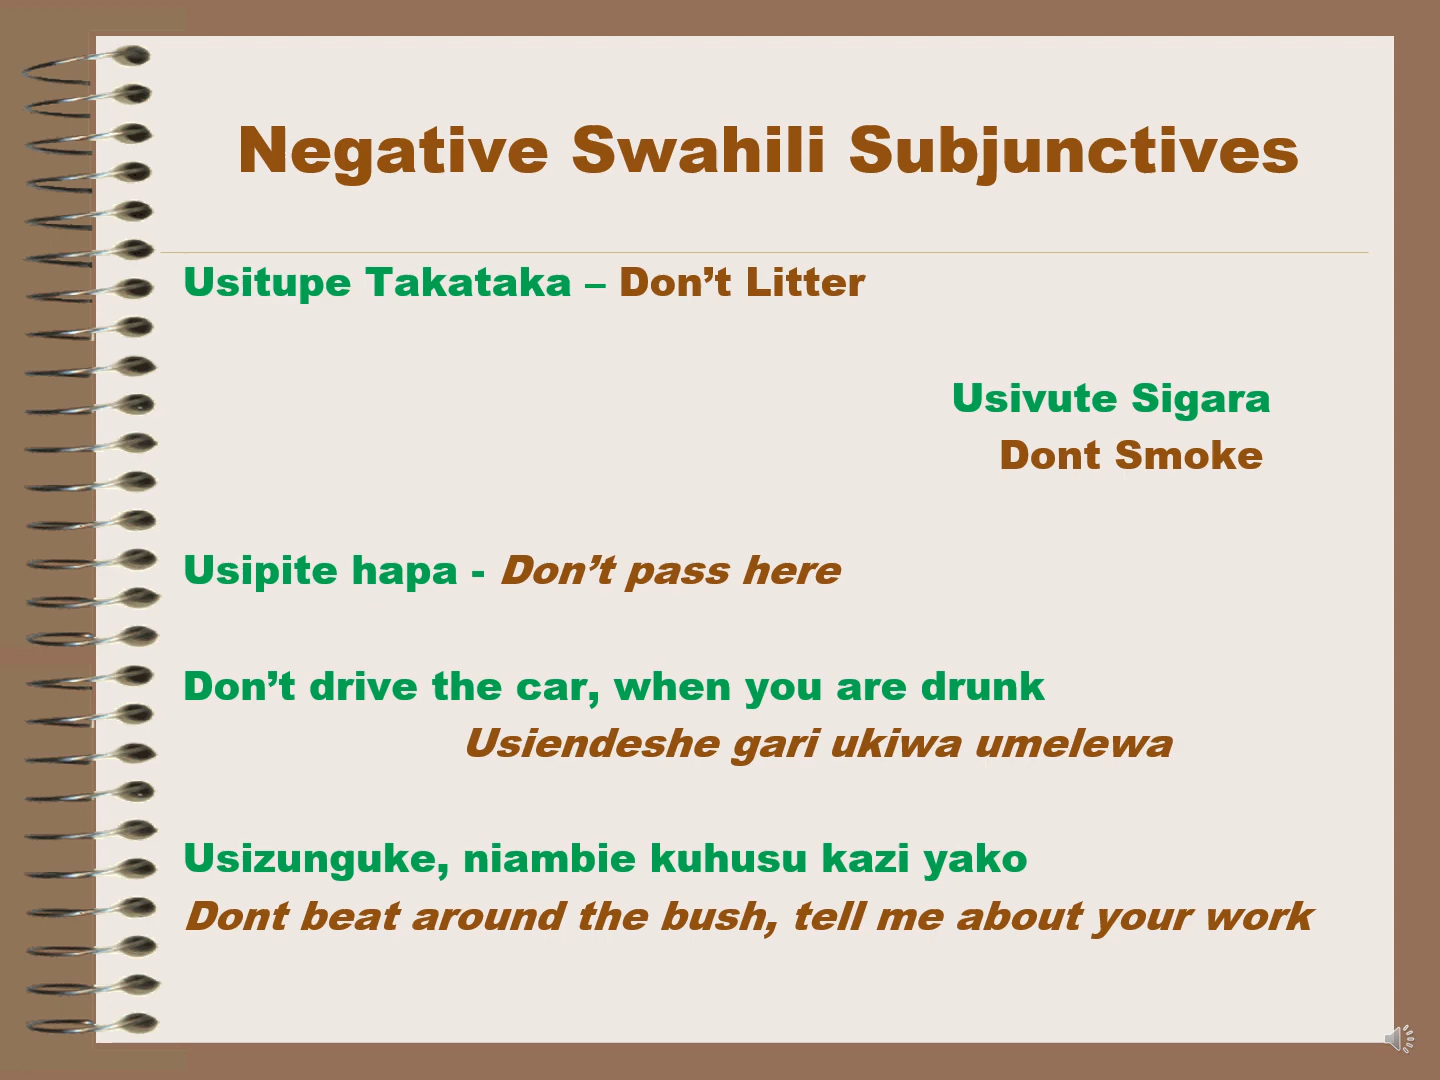 Negative Swahili Subjunctives
Usitupe Takataka – Don’t Litter
Usivute Sigara
Dont Smoke
Usipite hapa - Don’t pass here
Don’t drive the car, when you are drunk
Usiendeshe gari ukiwa umelewa
Usizunguke, niambie kuhusu kazi yako
Dont beat around the bush, tell me about your work